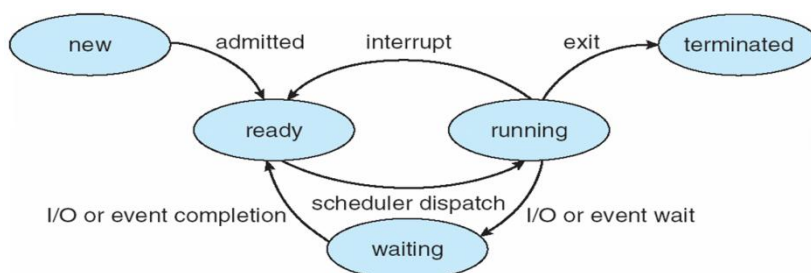 new
admitted
interrupt
exit
terminated
ready
running
I/O or event completion
scheduler dispatch
I/O or event wait
waiting